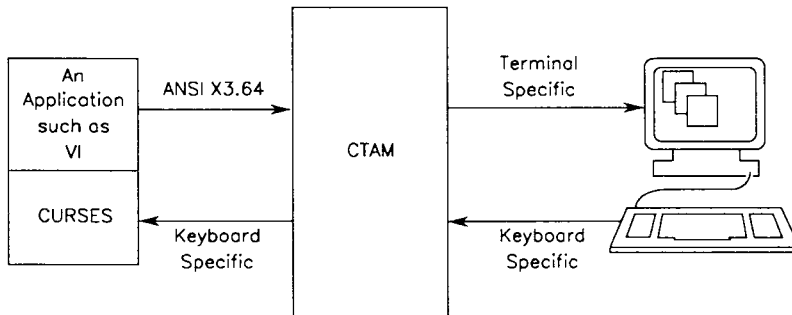 An
Application
such as
VI
CURSES
ANSI X3.64
Keyboard
Specific
CTAM
Terminal
Specific
Keyboard
Specific